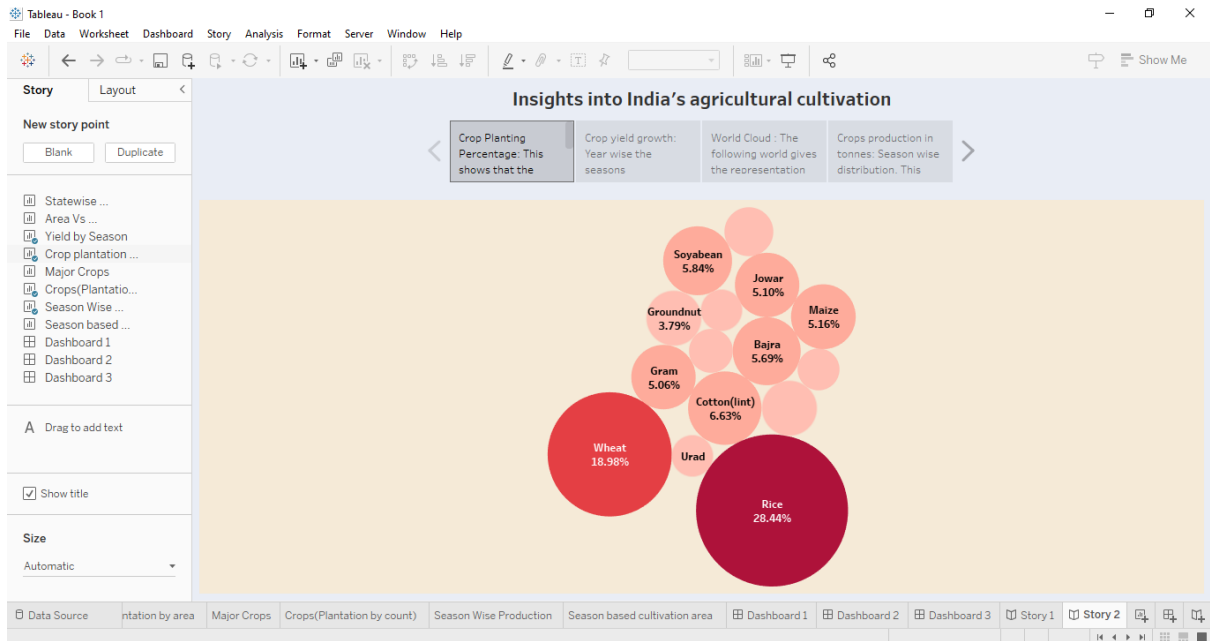 Tableau - Book 1
File Data Worksheet Dashboard Story Analysis Format Server Window Help
Show Me
Story Layout
New story point
Blank Duplicate
Statewise ...
Area Vs ...
Yield by Season
Crop plantation ...
Major Crops
Crops(Plantatio...
Season Wise ...
Season based ...
Dashboard 1
Dashboard 2
Dashboard 3
A Drag to add text
Show title
Size
Automatic
Insights into India's agricultural cultivation
Crop Planting
Percentage: This
shows that the
Crop yield growth:
Year wise the
seasons
World Cloud : The
following world gives
the representation
Crops production in
tonnes: Season wise
distribution. This
Soyabean
5.84%
Jowar
5.10%
Groundnut
3.79%
Maize
5.16%
Bajra
5.69%
Gram
5.06%
Cotton(lint)
6.63%
Wheat
18.98%
Urad
Rice
28.44%
Data Source ntation by area Major Crops Crops(Plantation by count) Season Wise Production Season based cultivation area Dashboard 1 Dashboard 2 Dashboard 3 Story 1 Story 2